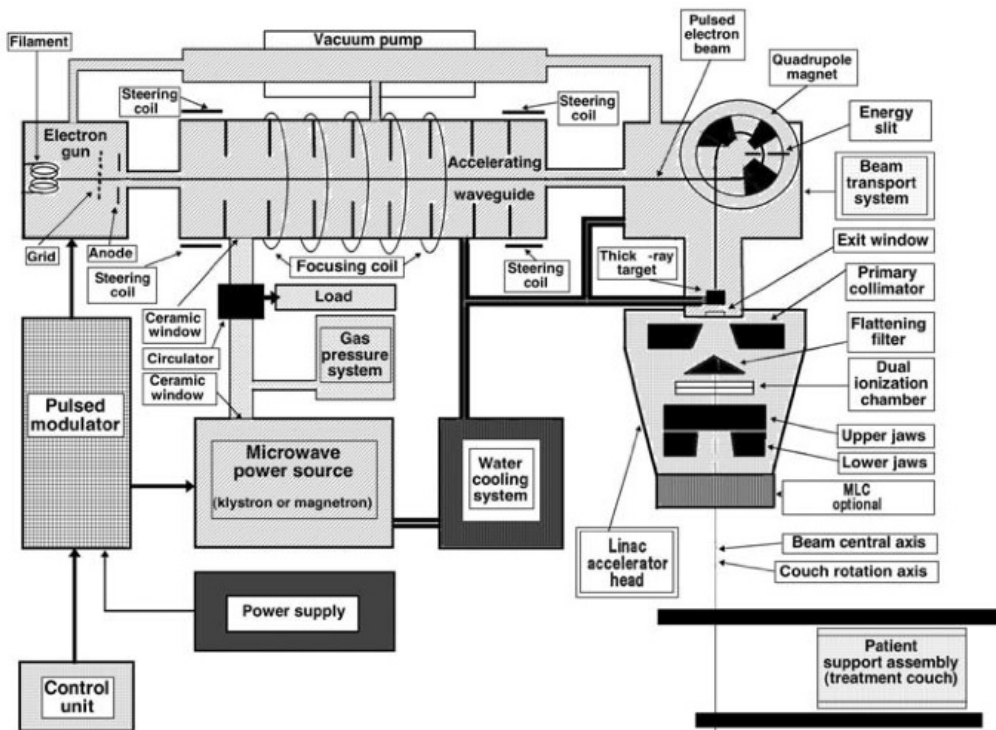 Filament
Vacuum pump
Pulsed
electron
beam
Quadrupole
magnet
Steering
coil
Steering
coil
Energy
slit
Electron
gun
Accelerating
waveguide
Beam
transport
system
Grid
Anode
Steering
coil
Focusing coil
Steering
coil
Thick -ray
target
Exit window
Primary
collimator
Ceramic
window
Load
Circulator
Gas
pressure
system
Flattening
filter
Ceramic
window
Dual
ionization
chamber
Pulsed
modulator
Microwave
power source
(klystron or magnetron)
Water
cooling
system
Upper jaws
Lower jaws
MLC
optional
Linac
accelerator
head
Beam central axis
Couch rotation axis
Power supply
Control
unit
Patient
support assembly
(treatment couch)